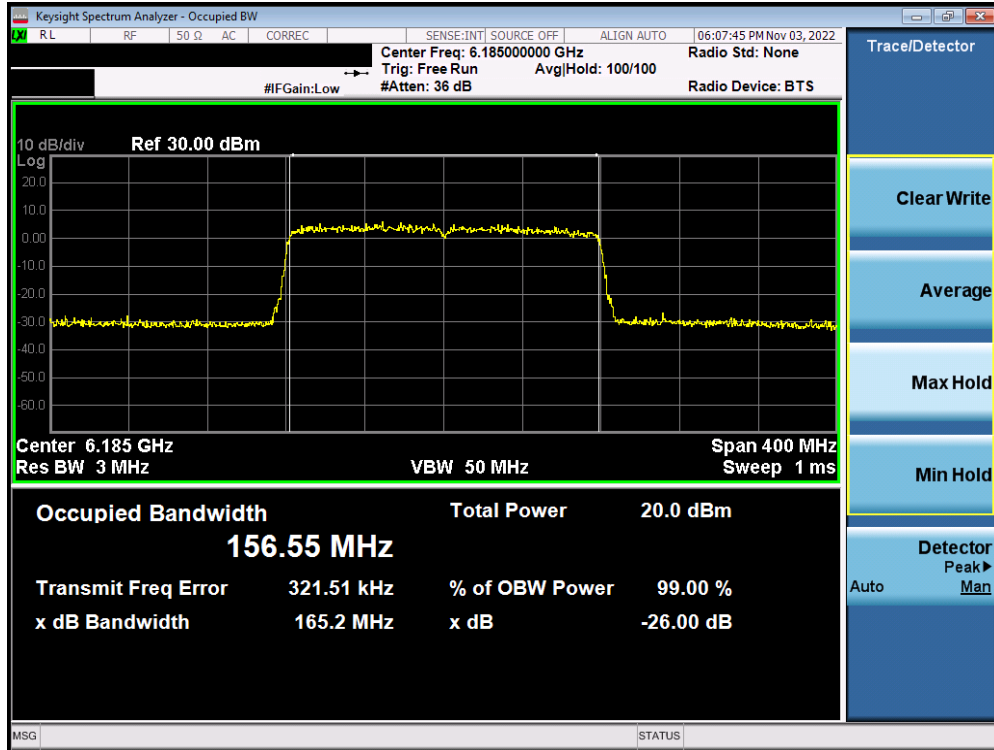 Keysight Spectrum Analyzer - Occupied BW
LXI RL RF 50 Ω AC CORREC SENSE:INT SOURCE OFF ALIGN AUTO 06:07:45 PM Nov 03, 2022
Center Freq: 6.185000000 GHz Radio Std: None
Trig: Free Run Avg|Hold: 100/100
#IFGain:Low #Atten: 36 dB Radio Device: BTS
10 dB/div Ref 30.00 dBm
Log
20.0
10.0
0.00
-10.0
-20.0
-30.0
-40.0
-50.0
-60.0
Center 6.185 GHz Span 400 MHz
Res BW 3 MHz VBW 50 MHz Sweep 1 ms
Occupied Bandwidth Total Power 20.0 dBm
156.55 MHz
Transmit Freq Error 321.51 kHz % of OBW Power 99.00 %
x dB Bandwidth 165.2 MHz x dB -26.00 dB
MSG STATUS
Trace/Detector
Clear Write
Average
Max Hold
Min Hold
Detector
Peak▶
Auto Man